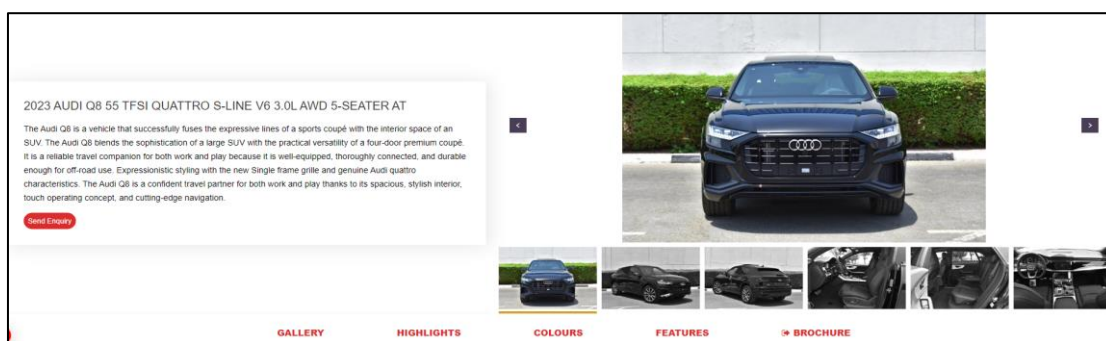 2023 AUDI Q8 55 TFSI QUATTRO S-LINE V6 3.0L AWD 5-SEATER AT
The Audi Q8 is a vehicle that successfully fuses the expressive lines of a sports coupé with the interior space of an
SUV. The Audi Q8 blends the sophistication of a large SUV with the practical versatility of a four-door premium coupé.
It is a reliable travel companion for both work and play because it is well-equipped, thoroughly connected, and durable
enough for off-road use. Expressionistic styling with the new Single frame grille and genuine Audi quattro
characteristics. The Audi Q8 is a confident travel partner for both work and play thanks to its spacious, stylish interior,
touch operating concept, and cutting-edge navigation.
Send Enquiry
GALLERY HIGHLIGHTS COLOURS FEATURES BROCHURE